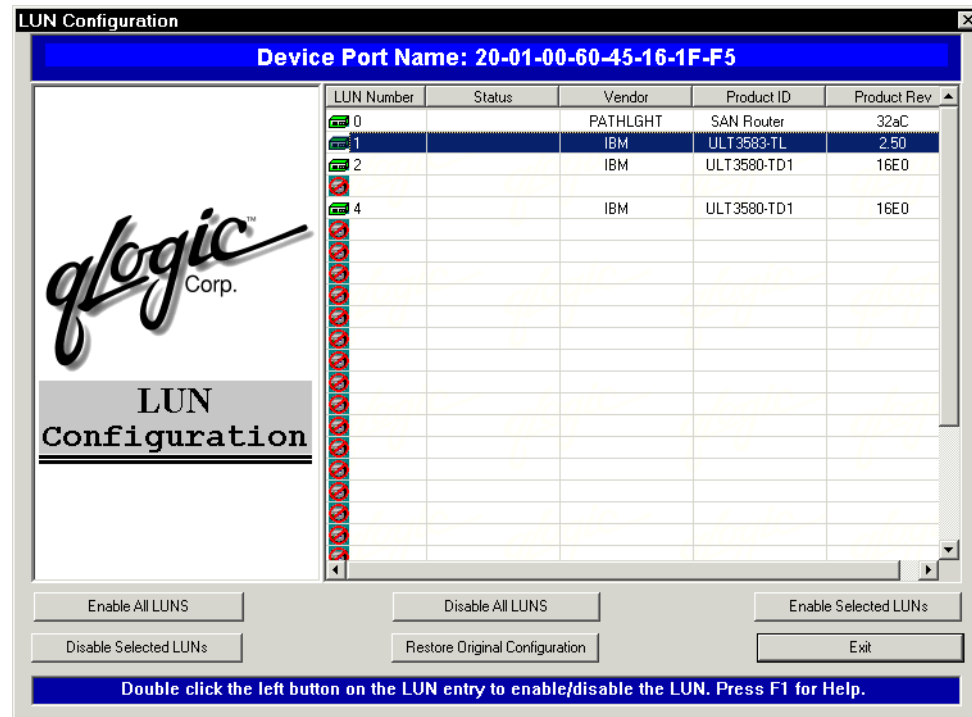 LUN Configuration
Device Port Name: 20-01-00-60-45-16-1F-F5
LUN Number Status Vendor Product ID Product Rev
0 PATHLGHT SAN Router 32aC
1 IBM ULT3583-TL 2.50
2 IBM ULT3580-TD1 16E0
4 IBM ULT3580-TD1 16E0
qlogic™
Corp.
LUN
Configuration
Enable All LUNS Disable All LUNS Enable Selected LUNs
Disable Selected LUNs Restore Original Configuration Exit
Double click the left button on the LUN entry to enable/disable the LUN. Press F1 for Help.